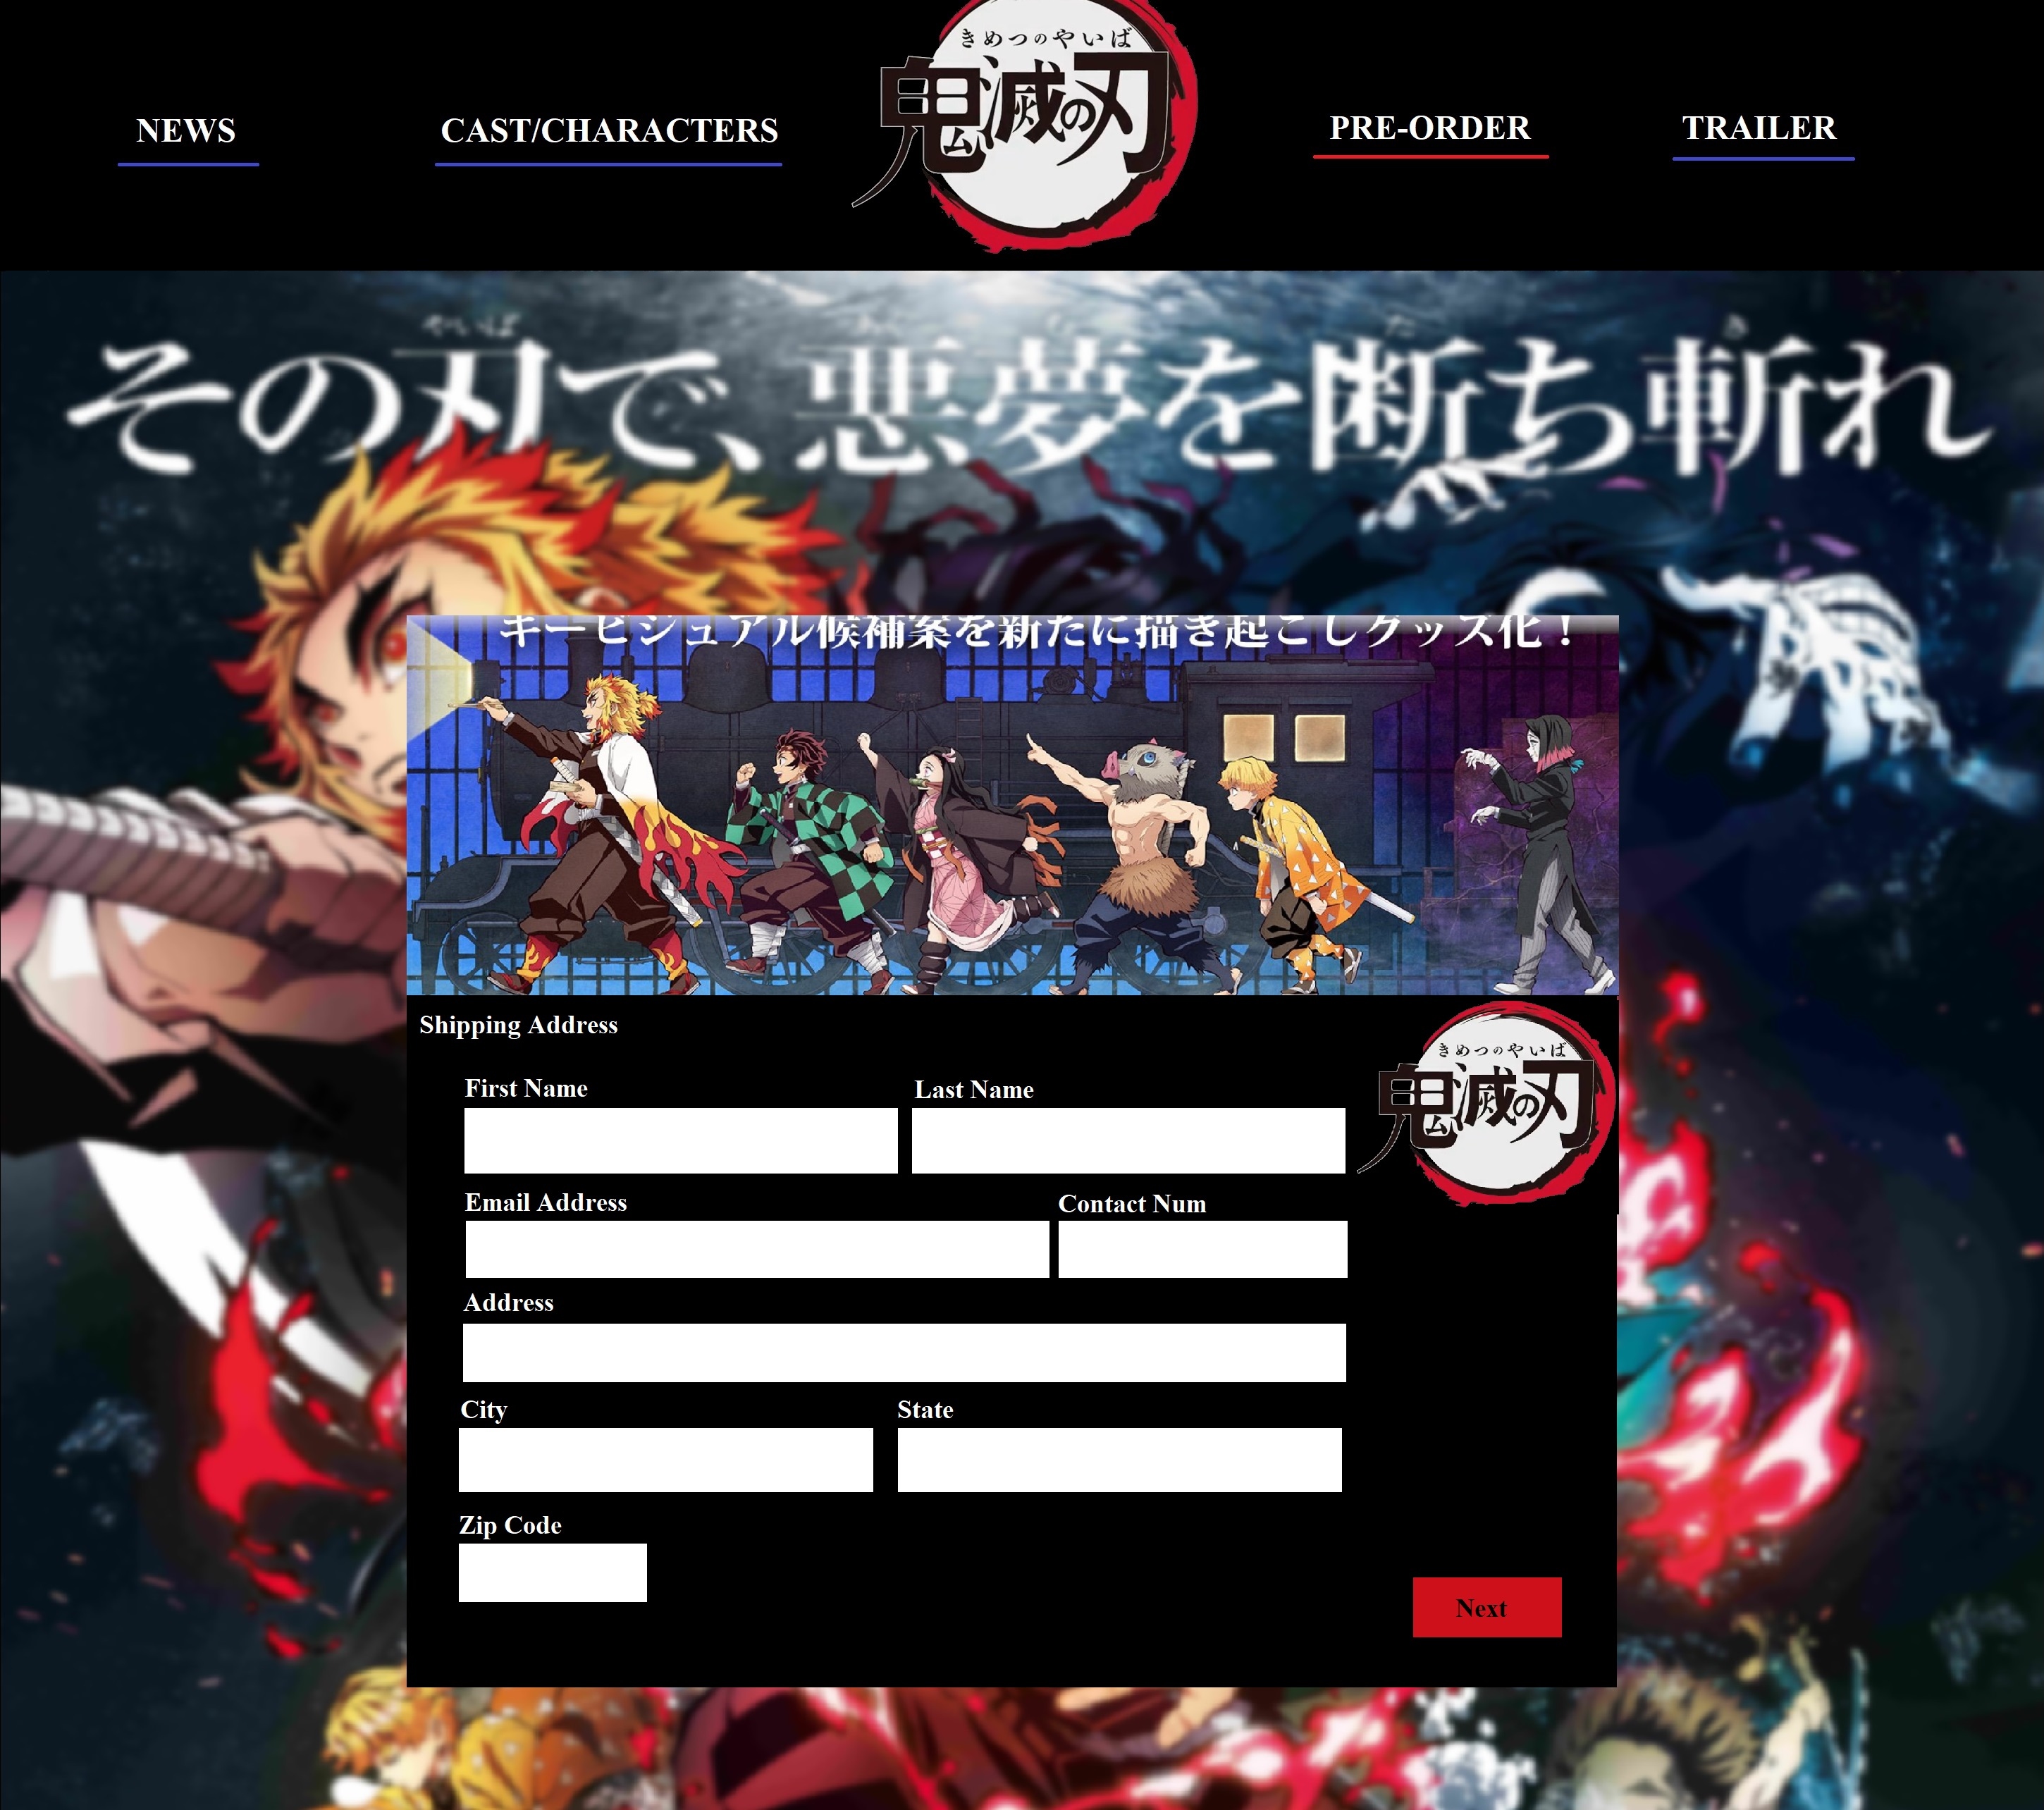 きめつのやいば
鬼滅の刃
NEWS
CAST/CHARACTERS
PRE-ORDER
TRAILER
やいば
その刃で、悪夢を断ち斬れ
キービジュアル候補案を新たに描き起こしグッズ化！
Shipping Address
きめつのやいば
鬼滅の刃
First Name
Last Name
Email Address
Contact Num
Address
City
State
Zip Code
Next